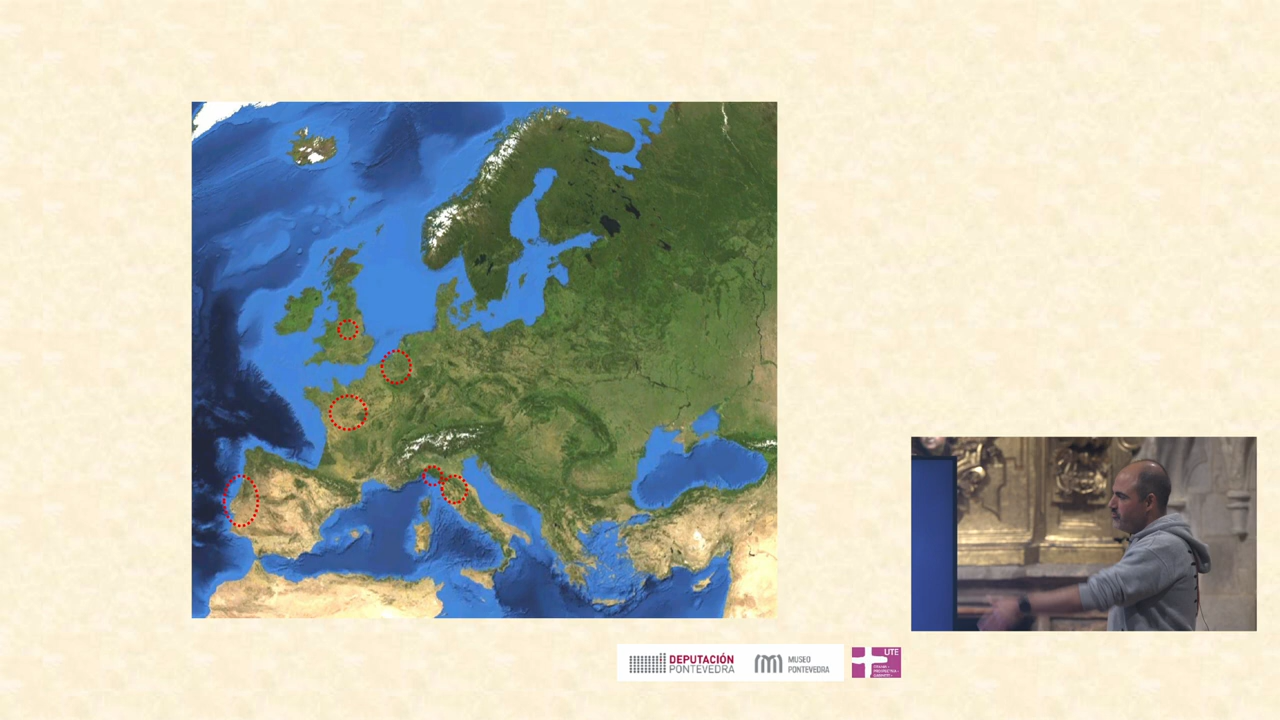 DEPUTACIÓN
PONTEVEDRA
MUSEO
PONTEVEDRA
UTE